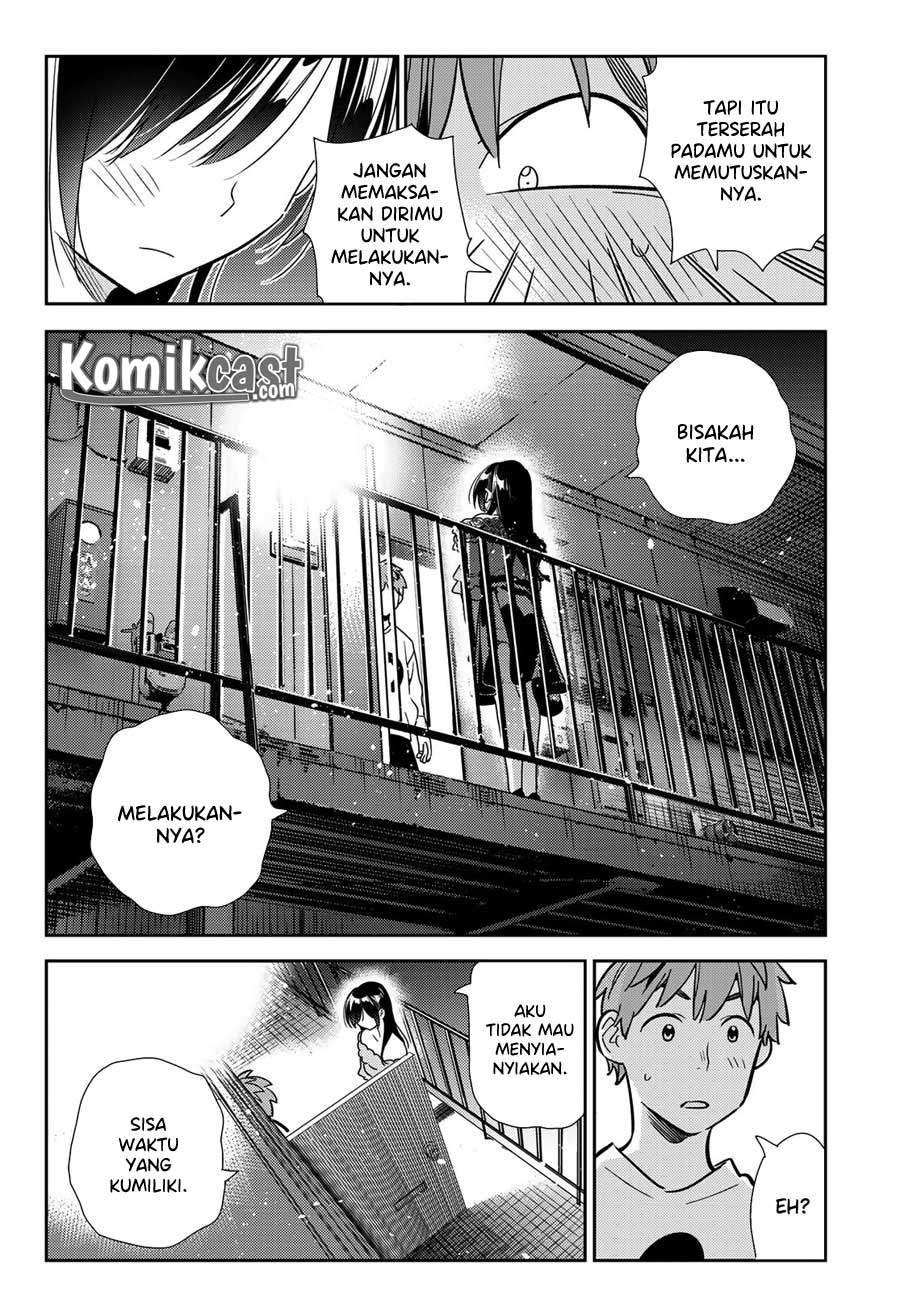 TAPI ITU
TERSERAH
PADAMU UNTUK
MEMUTUSKAN-
NYA.
JANGAN
MEMAKSA-
KAN DIRIMU
UNTUK
MELAKUKAN-
NYA.
Komikcast
.com
BISAKAH
KITA...
MELAKUKAN-
NYA?
EH?
AKU
TIDAK MAU
MENYIA-
NYIAKAN.
SISA
WAKTU
YANG
KUMILIKI.